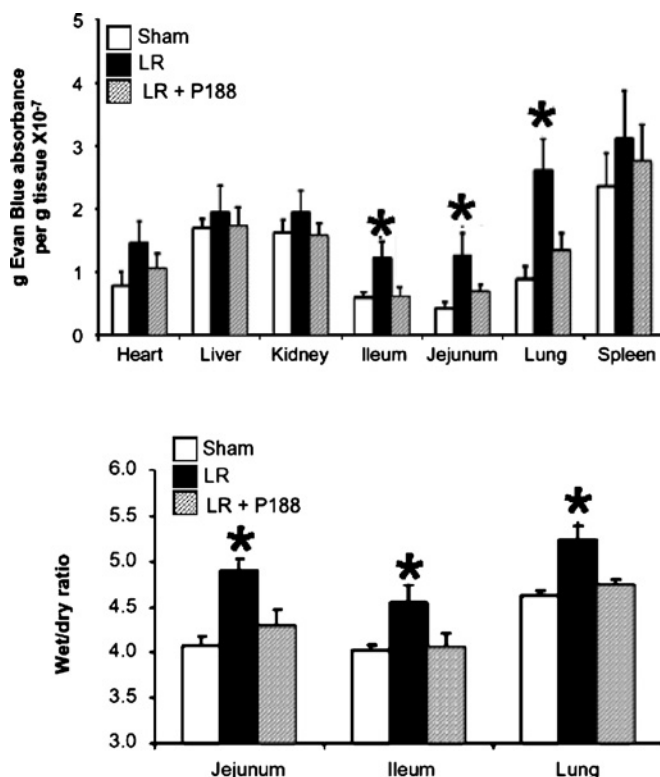 5
4
3
2
1
0
g Evan Blue absorbance
per g tissue X10-7
Sham
LR
LR + P188
*
*
*
Heart Liver Kidney Ileum Jejunum Lung Spleen
6.0
5.5
5.0
4.5
4.0
3.5
3.0
Wet/dry ratio
Sham
LR
LR + P188
*
*
*
Jejunum Ileum Lung